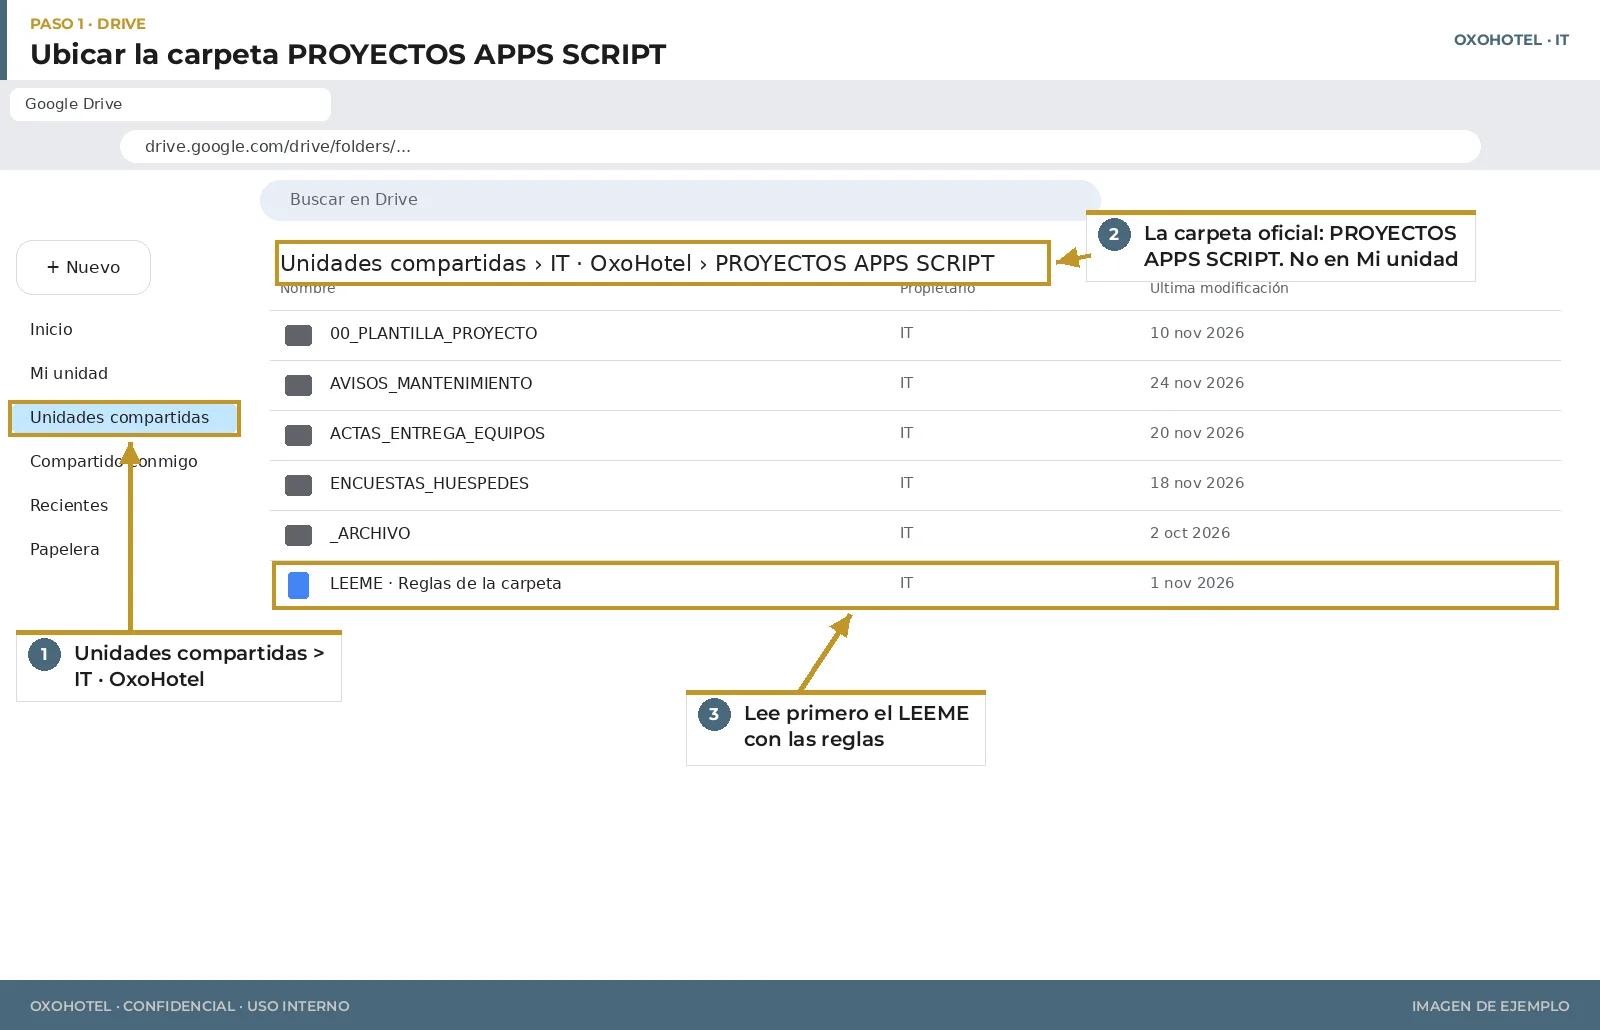 PASO 1 · DRIVE
Ubicar la carpeta PROYECTOS APPS SCRIPT
OXOHOTEL · IT
Google Drive
drive.google.com/drive/folders/...
Buscar en Drive
+ Nuevo
Inicio
Mi unidad
Unidades compartidas
Compartido conmigo
Recientes
Papelera
Unidades compartidas › IT · OxoHotel › PROYECTOS APPS SCRIPT
2 La carpeta oficial: PROYECTOS
APPS SCRIPT. No en Mi unidad
Nombre Propietario Última modificación
00_PLANTILLA_PROYECTO IT 10 nov 2026
AVISOS_MANTENIMIENTO IT 24 nov 2026
ACTAS_ENTREGA_EQUIPOS IT 20 nov 2026
ENCUESTAS_HUESPEDES IT 18 nov 2026
_ARCHIVO IT 2 oct 2026
LEEME · Reglas de la carpeta IT 1 nov 2026
1 Unidades compartidas >
IT · OxoHotel
3 Lee primero el LEEME
con las reglas
OXOHOTEL · CONFIDENCIAL · USO INTERNO
IMAGEN DE EJEMPLO